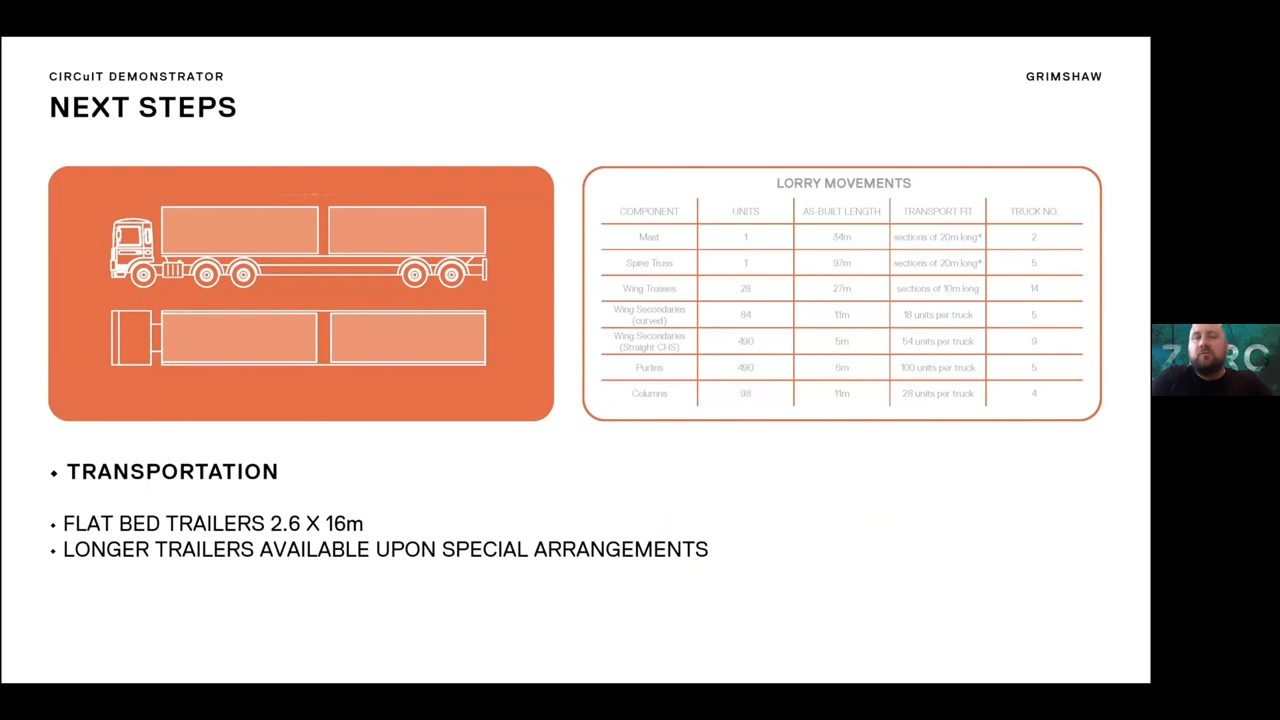 CIRCuIT DEMONSTRATOR
GRIMSHAW
NEXT STEPS
LORRY MOVEMENTS
COMPONENT UNITS AS-BUILT LENGTH TRANSPORT FIT TRUCK NO.
Mast 1 34m sections of 20m long* 2
Spine Truss 1 97m sections of 20m long* 5
Wing Trusses 28 27m sections of 10m long 14
Wing Secondaries
(curved) 84 11m 18 units per truck 5
Wing Secondaries
(Straight CHS) 490 5m 54 units per truck 9
Purlins 490 6m 100 units per truck 5
Columns 98 11m 28 units per truck 4
• TRANSPORTATION
• FLAT BED TRAILERS 2.6 X 16m
• LONGER TRAILERS AVAILABLE UPON SPECIAL ARRANGEMENTS